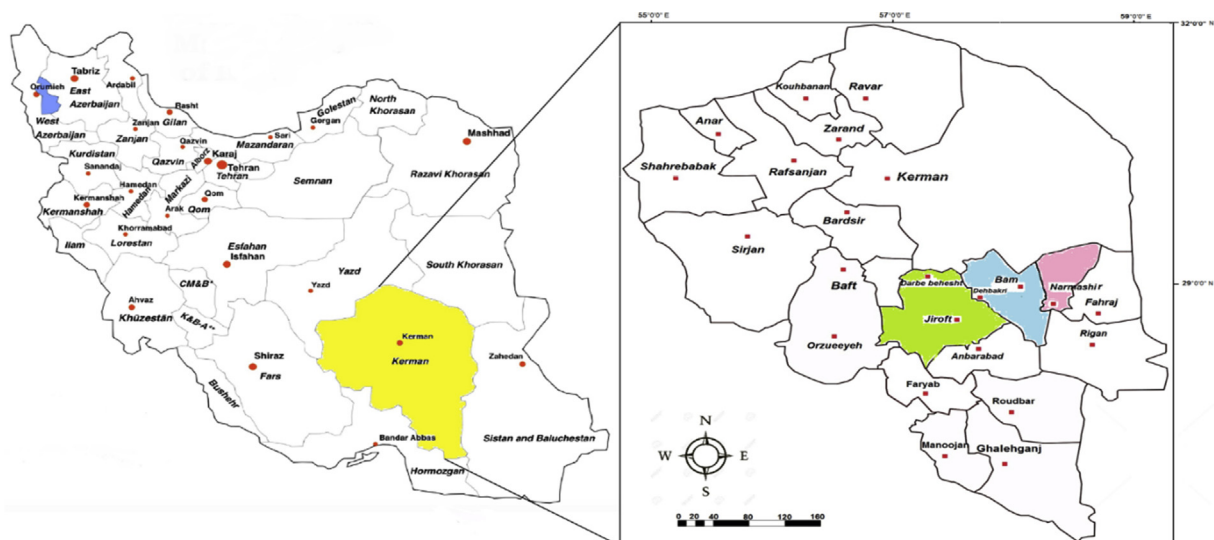 Tabriz
Ardabil
Orumieh
East
Azerbaijan
West
Azerbaijan
Rasht
Gilan
Zanjan
Zanjan
Golestan
North
Khorasan
Gorgan
Sari
Mazandaran
Mashhad
Razavi Khorasan
Kurdistan
Sanandaj
Qazvin
Qazvin
Alborz
Karaj
Tehran
Tehran
Semnan
Hamedan
Hamedan
Markazi
Kermanshah
Kermanshah
Arak
Qom
Qom
Khorramabad
Lorestan
Ilam
Esfahan
Isfahan
Yazd
Yazd
South Khorasan
CM&B*
Ahvaz
Khūzestān
K&B-A**
Shiraz
Fars
Bushehr
Kerman
Kerman
Zahedan
Bandar Abbas
Sistan and Baluchestan
Hormozgan
55°0'0" E
57°0'0" E
59°0'0" E
32°0'0" N
29°0'0" N
Kouhbanan
Ravar
Anar
Zarand
Shahrebabak
Rafsanjan
Kerman
Bardsir
Sirjan
Baft
Darbe behesht
Dehbakri
Bam
Narmashir
Fahraj
Jiroft
Orzueeyeh
Anbarabad
Rigan
Faryab
Roudbar
Manoojan
Ghalehganj
N
W
E
S
0 20 40 80 120 160